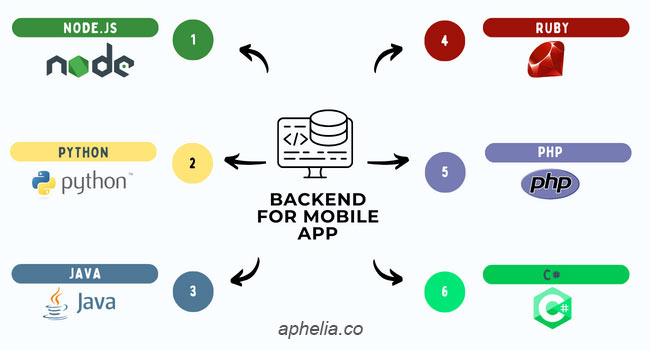 NODE.JS
1
node
PYTHON
2
python™
JAVA
3
Java
</>
BACKEND
FOR MOBILE
APP
4
RUBY
5
PHP
php
6
C#
C#
aphelia.co